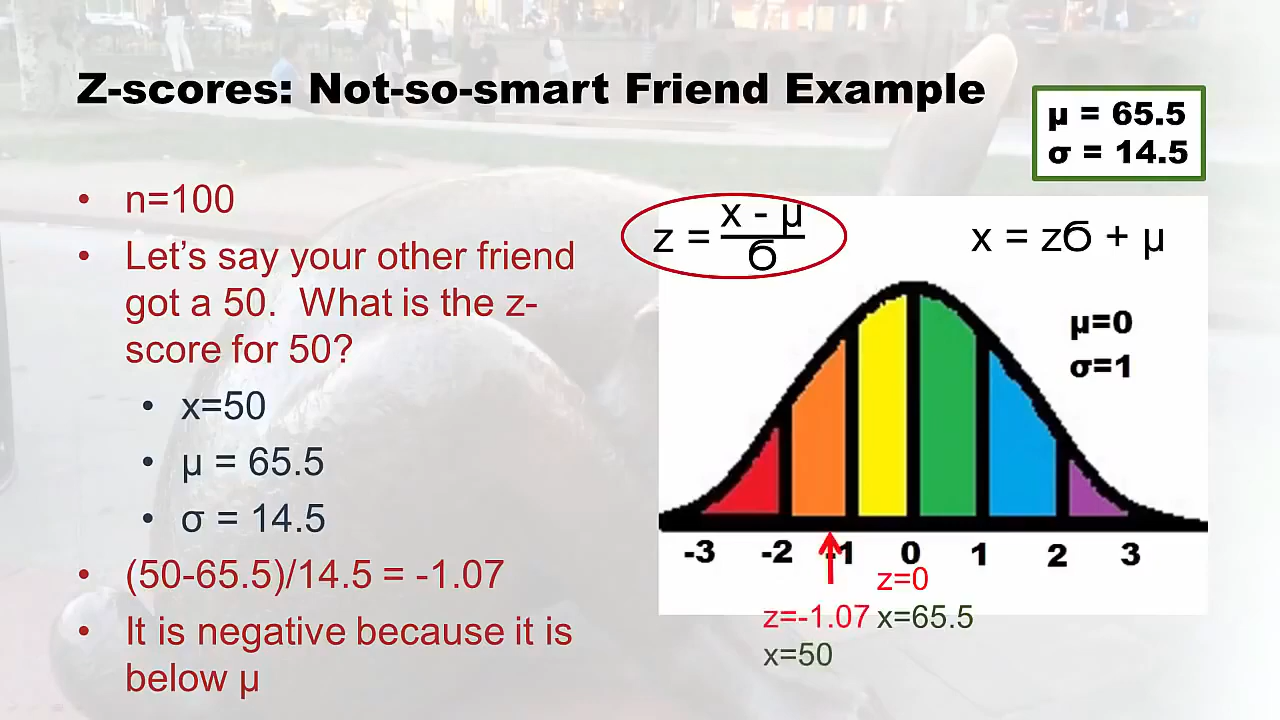 Z-scores: Not-so-smart Friend Example
μ = 65.5
σ = 14.5
• n=100
• Let’s say your other friend
got a 50.  What is the z-
score for 50?
• x=50
• μ = 65.5
• σ = 14.5
• (50-65.5)/14.5 = -1.07
• It is negative because it is
below μ
z = x - μ
б
x = zб + μ
μ=0
σ=1
-3 -2 -1 0 1 2 3
z=0
z=-1.07 x=65.5
x=50